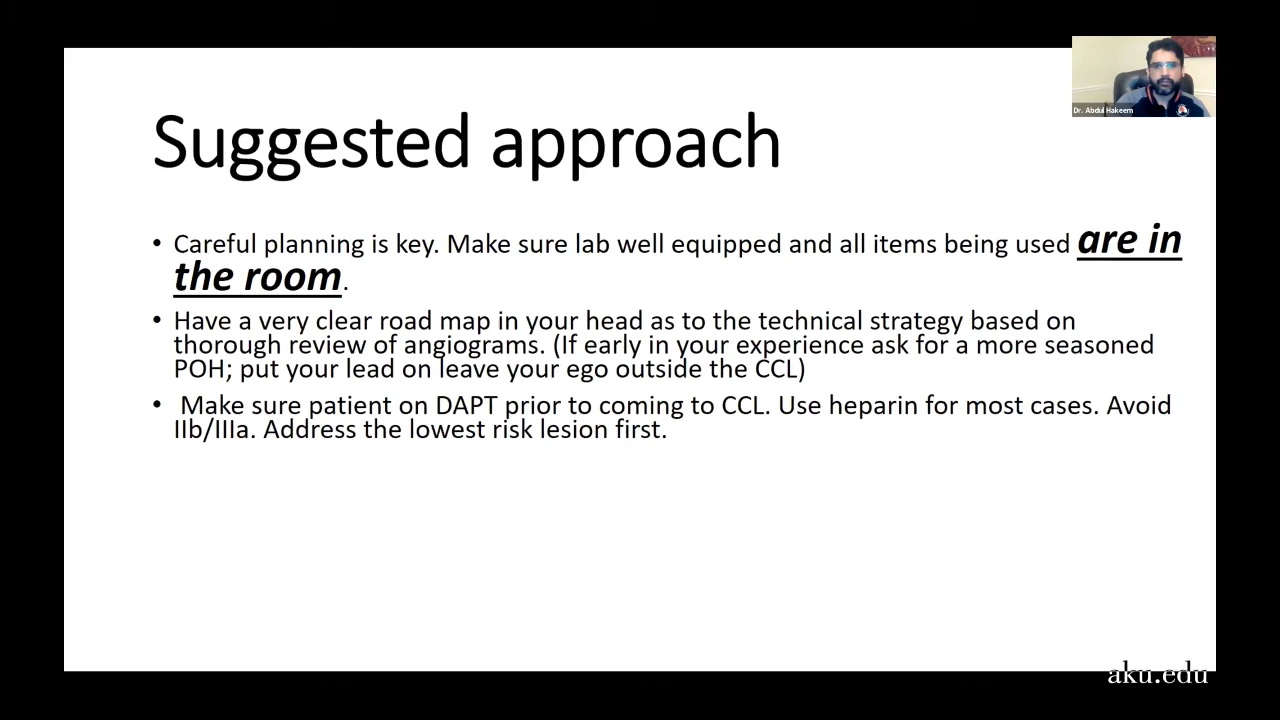 Dr. Abdul Hakeem
Suggested approach
• Careful planning is key. Make sure lab well equipped and all items being used are in
the room.
• Have a very clear road map in your head as to the technical strategy based on
thorough review of angiograms. (If early in your experience ask for a more seasoned
POH; put your lead on leave your ego outside the CCL)
• Make sure patient on DAPT prior to coming to CCL. Use heparin for most cases. Avoid
IIb/IIIa. Address the lowest risk lesion first.
aku.edu